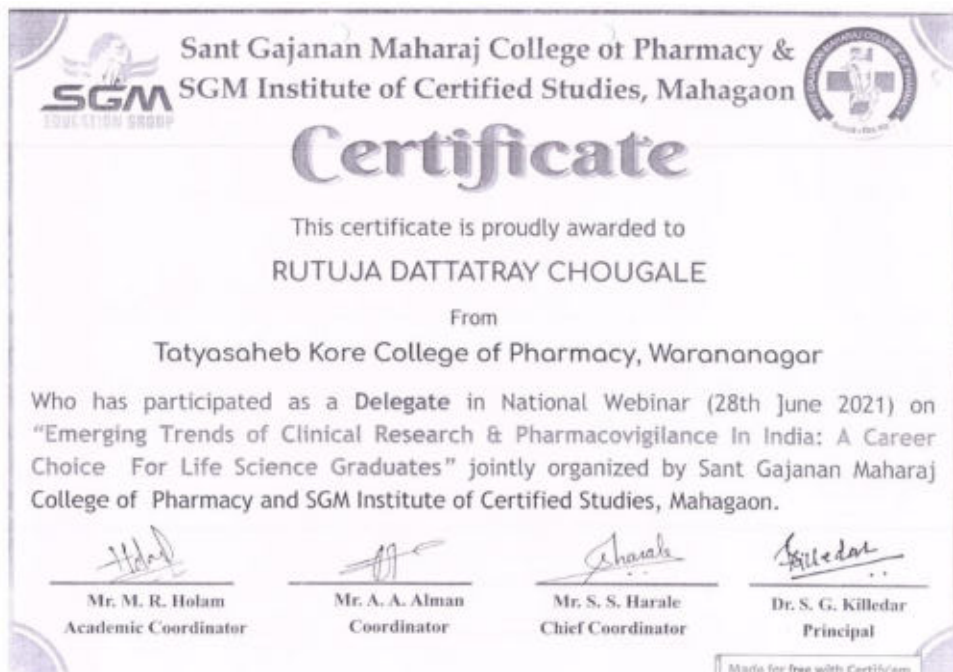 Sant Gajanan Maharaj College of Pharmacy &
SGM Institute of Certified Studies, Mahagaon
SGM
EDUCATION GROUP
Certificate
This certificate is proudly awarded to
RUTUJA DATTATRAY CHOUGALE
From
Tatyasaheb Kore College of Pharmacy, Warananagar
Who has participated as a Delegate in National Webinar (28th June 2021) on
“Emerging Trends of Clinical Research & Pharmacovigilance In India: A Career
Choice For Life Science Graduates” jointly organized by Sant Gajanan Maharaj
College of Pharmacy and SGM Institute of Certified Studies, Mahagaon.
Holam Harale Killedar
Mr. M. R. Holam Mr. A. A. Alman Mr. S. S. Harale Dr. S. G. Killedar
Academic Coordinator Coordinator Chief Coordinator Principal
Made for free with Certify'em